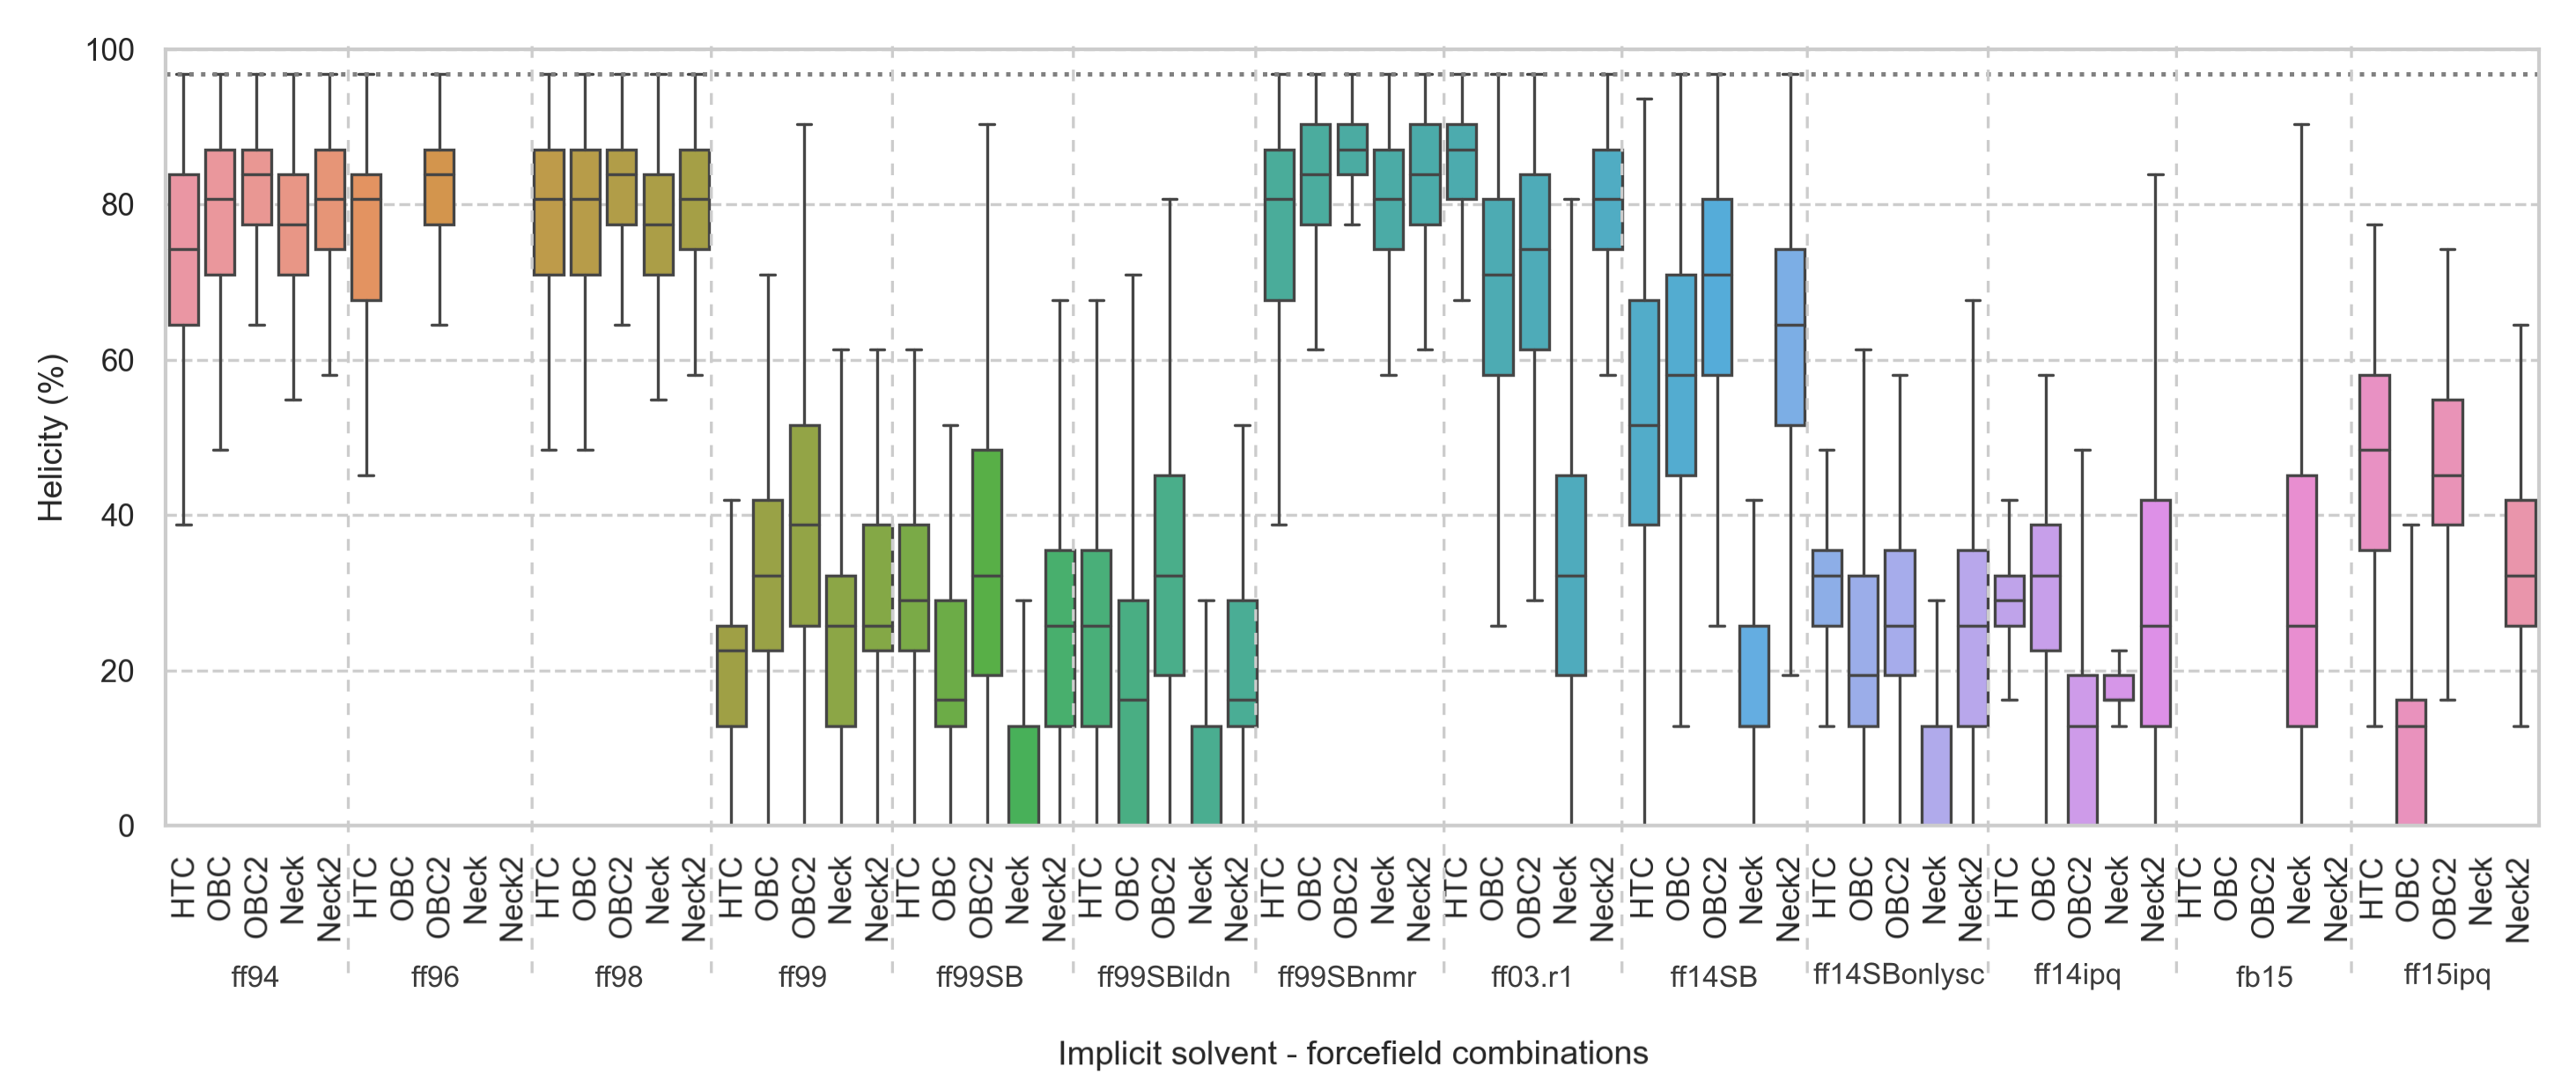 100
80
60
40
20
0
Helicity (%)
HTC OBC OBC2 Neck Neck2 HTC OBC OBC2 Neck Neck2 HTC OBC OBC2 Neck Neck2 HTC OBC OBC2 Neck Neck2 HTC OBC OBC2 Neck Neck2 HTC OBC OBC2 Neck Neck2 HTC OBC OBC2 Neck Neck2 HTC OBC OBC2 Neck Neck2 HTC OBC OBC2 Neck Neck2 HTC OBC OBC2 Neck Neck2 HTC OBC OBC2 Neck Neck2 HTC OBC OBC2 Neck Neck2 HTC OBC OBC2 Neck Neck2
ff94 ff96 ff98 ff99 ff99SB ff99SBildn ff99SBnmr ff03.r1 ff14SB ff14SBonlysc ff14ipq fb15 ff15ipq
Implicit solvent - forcefield combinations